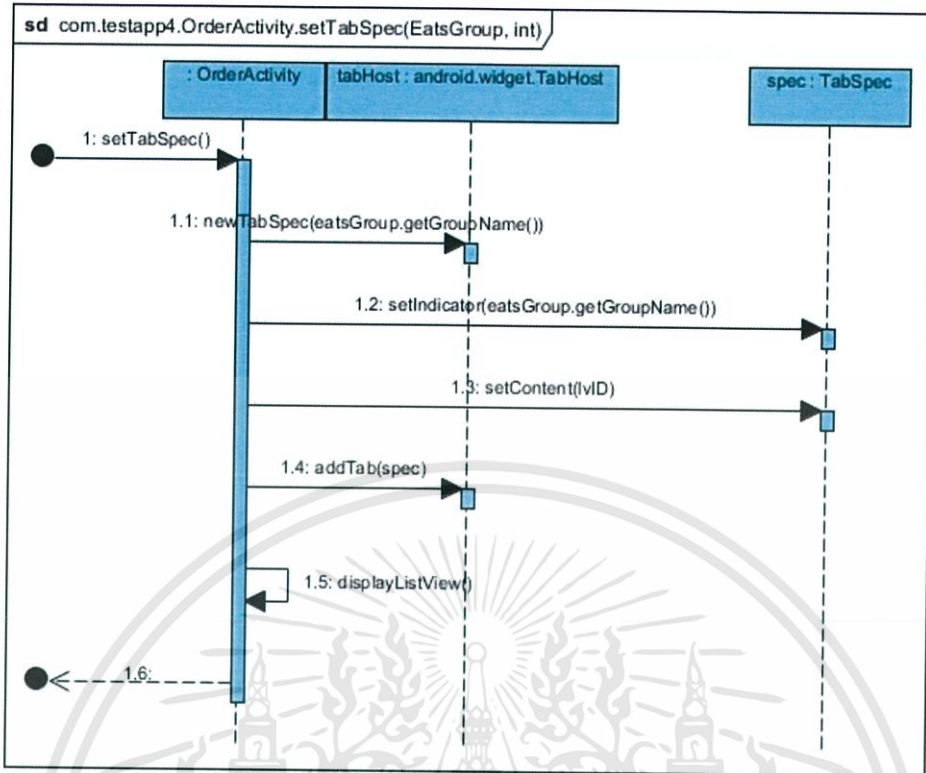 sd com.testapp4.OrderActivity.setTabSpec(EatsGroup, int)
: OrderActivity
tabHost : android.widget.TabHost
spec : TabSpec
1: setTabSpec()
1.1: newTabSpec(eatsGroup.getGroupName())
1.2: setIndicator(eatsGroup.getGroupName())
1.3: setContent(lvID)
1.4: addTab(spec)
1.5: displayListView()
1.6: